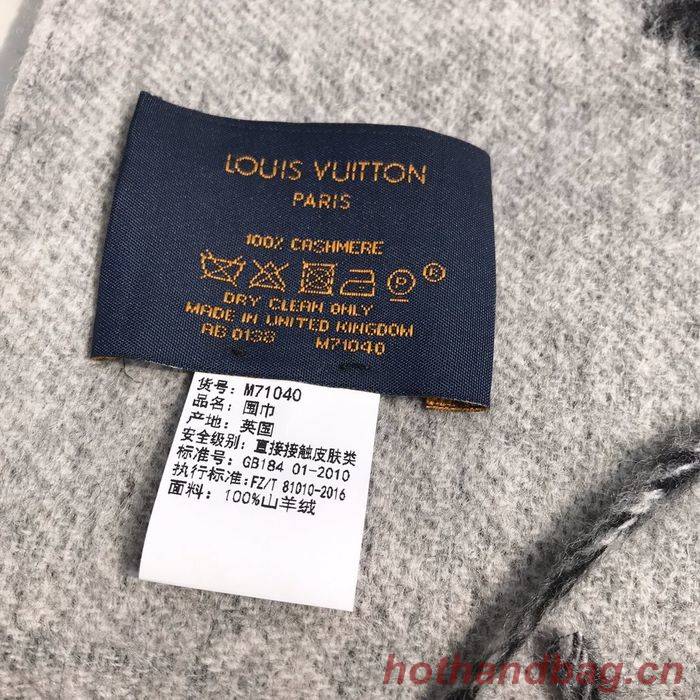 LOUIS VUITTON
PARIS
100% CASHMERE
P
DRY CLEAN ONLY
MADE IN UNITED KINGDOM
AB 0138 M71040
货号: M71040
品名: 围巾
产地: 英国
安全级别: 直接接触皮肤类
标准号: GB184 01-2010
执行标准: FZ/T 81010-2016
面料: 100%山羊绒
hothandbag.cn